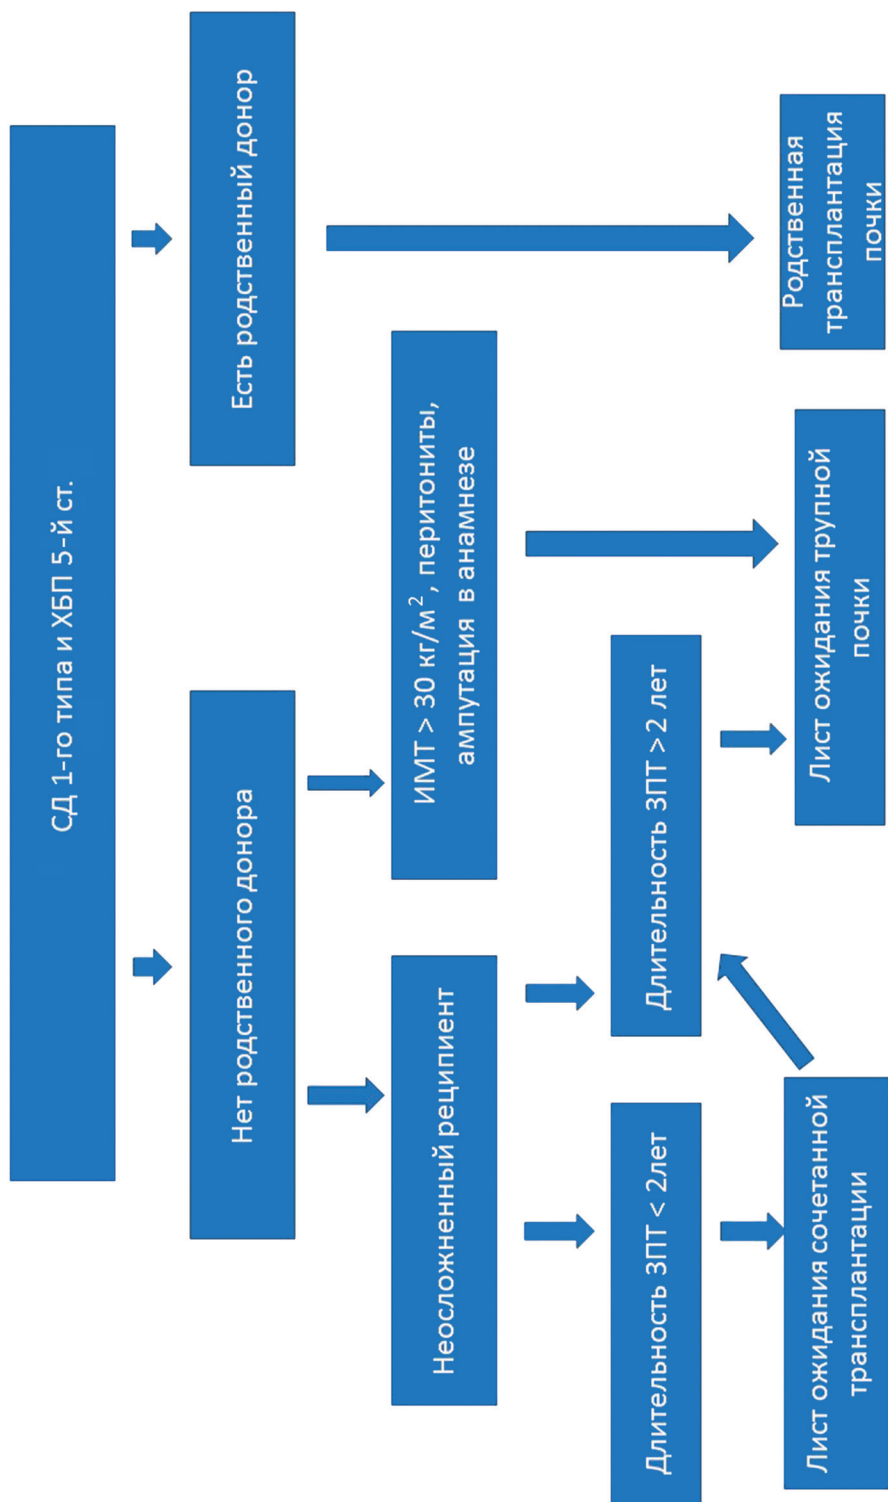 СД 1-го типа и ХБП 5-й ст.
Нет родственного донора
Есть родственный донор
Неосложненный реципиент
ИМТ > 30 кг/м², перитониты,
ампутация в анамнезе
Длительность ЗПТ < 2лет
Длительность ЗПТ >2 лет
Лист ожидания сочетанной
трансплантации
Лист ожидания трупной
почки
Родственная
трансплантация
почки